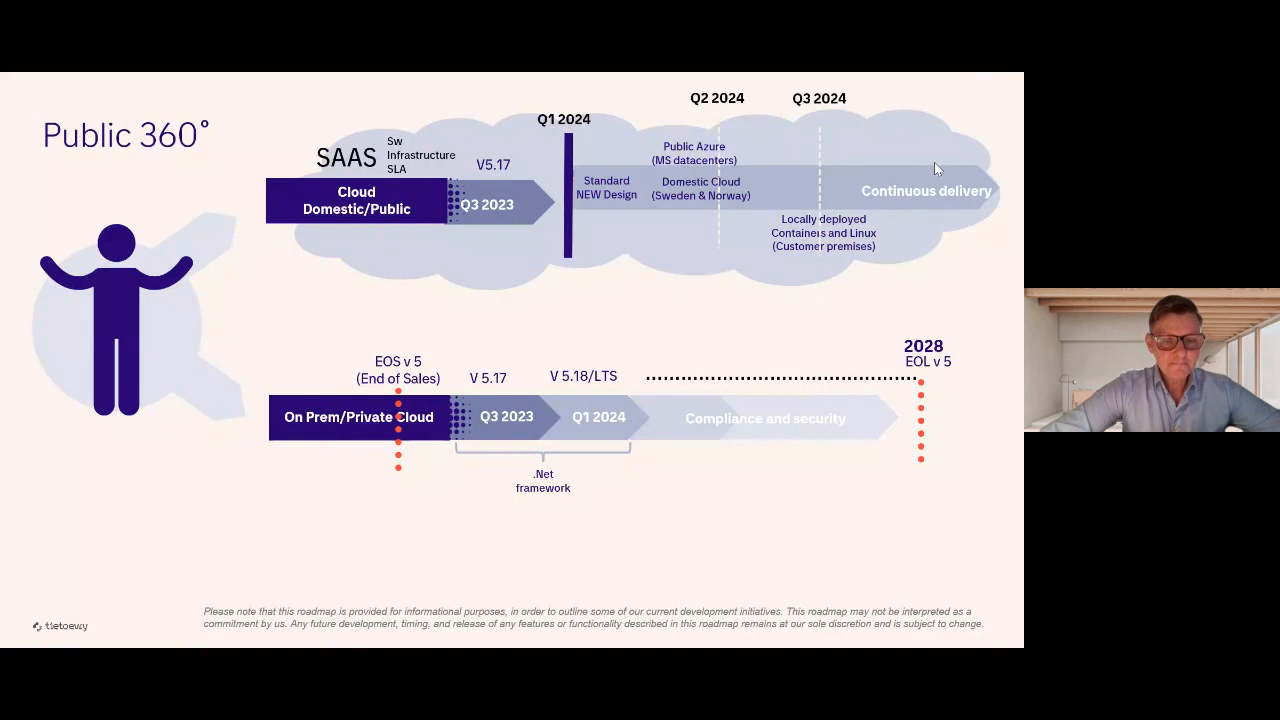 Public 360°
Q2 2024
Q3 2024
Q1 2024
SAAS
Sw
Infrastructure
SLA
V5.17
Cloud
Domestic/Public
Q3 2023
Standard
NEW Design
Public Azure
(MS datacenters)
Domestic Cloud
(Sweden & Norway)
Continuous delivery
Locally deployed
Containers and Linux
(Customer premises)
EOS v 5
(End of Sales)
V 5.17
V 5.18/LTS
2028
EOL v 5
On Prem/Private Cloud
Q3 2023
Q1 2024
Compliance and security
.Net
framework
Please note that this roadmap is provided for informational purposes, in order to outline some of our current development initiatives. This roadmap may not be interpreted as a
commitment by us. Any future development, timing, and release of any features or functionality described in this roadmap remains at our sole discretion and is subject to change.
tietoevry